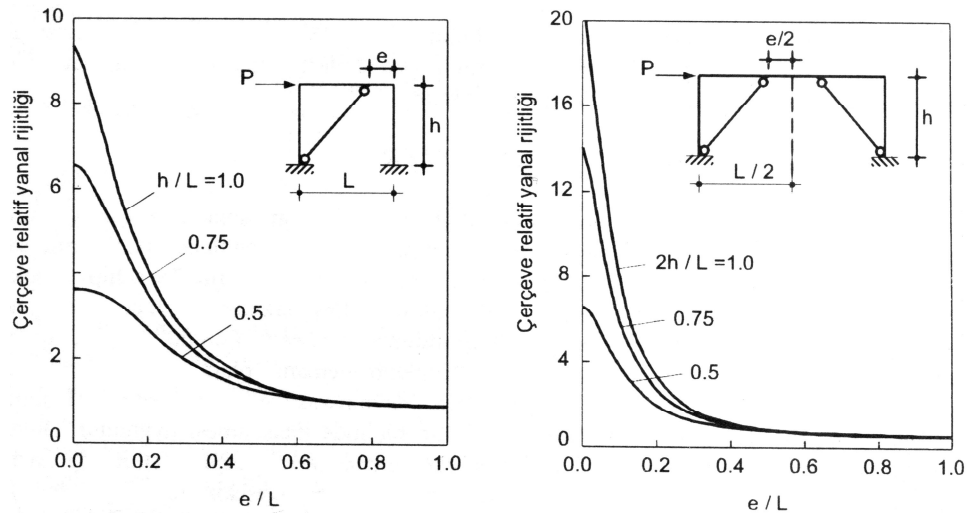 Çerçeve relatif yanal rijitliği
10
8
6
2
0
0.0 0.2 0.4 0.6 0.8 1.0
e / L
h / L =1.0
0.75
0.5
P
e
h
L
Çerçeve relatif yanal rijitliği
20
17
12
8
4
0
0.0 0.2 0.4 0.6 0.8 1.0
e / L
2h / L =1.0
0.75
0.5
P
e/2
h
L / 2